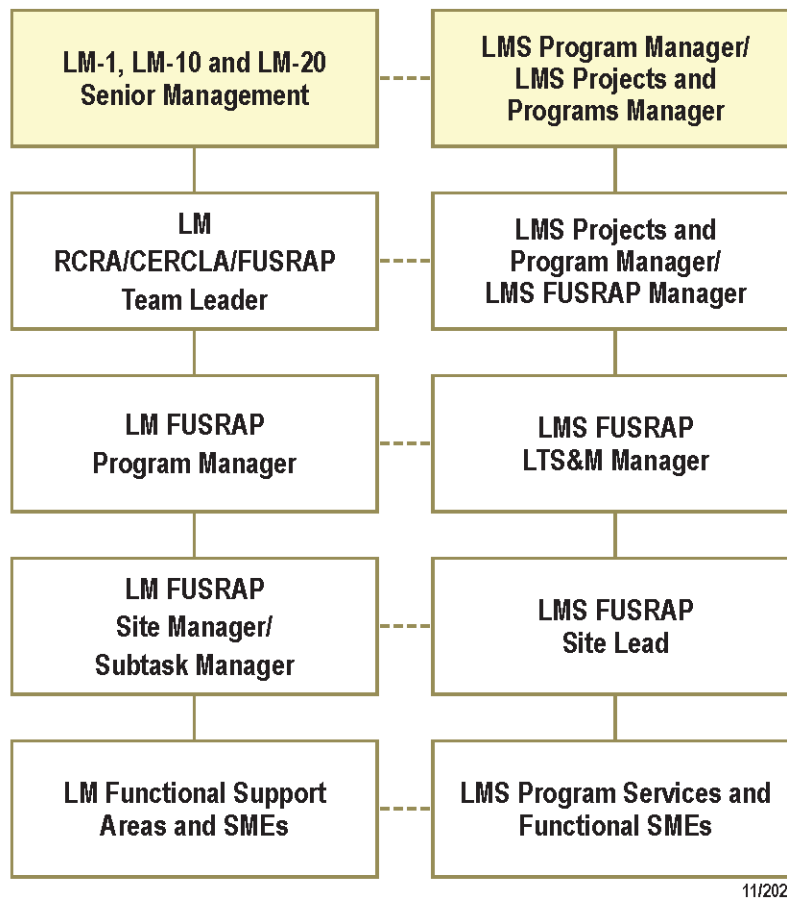 LM-1, LM-10 and LM-20
Senior Management
LMS Program Manager/
LMS Projects and
Programs Manager
LM
RCRA/CERCLA/FUSRAP
Team Leader
LMS Projects and
Program Manager/
LMS FUSRAP Manager
LM FUSRAP
Program Manager
LMS FUSRAP
LTS&M Manager
LM FUSRAP
Site Manager/
Subtask Manager
LMS FUSRAP
Site Lead
LM Functional Support
Areas and SMEs
LMS Program Services and
Functional SMEs
11/202